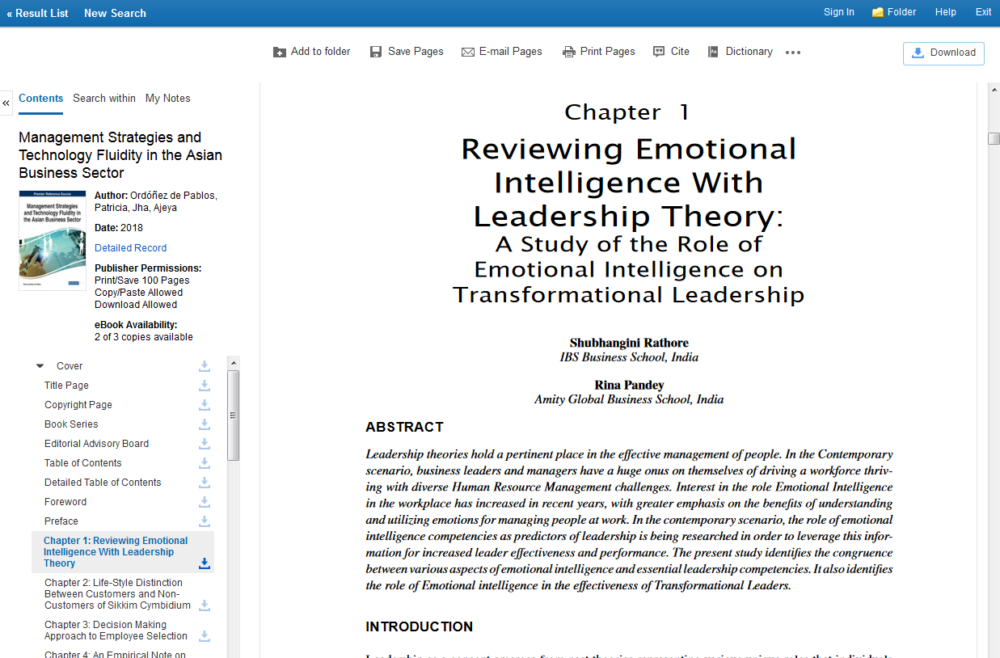 « Result List New Search Sign In Folder Help Exit
Add to folder Save Pages E-mail Pages Print Pages Cite Dictionary Download
« Contents Search within My Notes
Management Strategies and
Technology Fluidity in the Asian
Business Sector
Premier Reference Source
Management Strategies
and Technology Fluidity in
the Asian Business Sector
Author: Ordóñez de Pablos,
Patricia, Jha, Ajeya
Date: 2018
Detailed Record
Publisher Permissions:
Print/Save 100 Pages
Copy/Paste Allowed
Download Allowed
eBook Availability:
2 of 3 copies available
Cover
Title Page
Copyright Page
Book Series
Editorial Advisory Board
Table of Contents
Detailed Table of Contents
Foreword
Preface
Chapter 1: Reviewing Emotional
Intelligence With Leadership
Theory
Chapter 2: Life-Style Distinction
Between Customers and Non-
Customers of Sikkim Cymbidium
Chapter 3: Decision Making
Approach to Employee Selection
Chapter 4: An Empirical Note on
Chapter 1
Reviewing Emotional
Intelligence With
Leadership Theory:
A Study of the Role of
Emotional Intelligence on
Transformational Leadership
Shubhangini Rathore
IBS Business School, India
Rina Pandey
Amity Global Business School, India
ABSTRACT
Leadership theories hold a pertinent place in the effective management of people. In the Contemporary
scenario, business leaders and managers have a huge onus on themselves of driving a workforce thriv-
ing with diverse Human Resource Management challenges. Interest in the role Emotional Intelligence
in the workplace has increased in recent years, with greater emphasis on the benefits of understanding
and utilizing emotions for managing people at work. In the contemporary scenario, the role of emotional
intelligence competencies as predictors of leadership is being researched in order to leverage this infor-
mation for increased leader effectiveness and performance. The present study identifies the congruence
between various aspects of emotional intelligence and essential leadership competencies. It also identifies
the role of Emotional intelligence in the effectiveness of Transformational Leaders.
INTRODUCTION